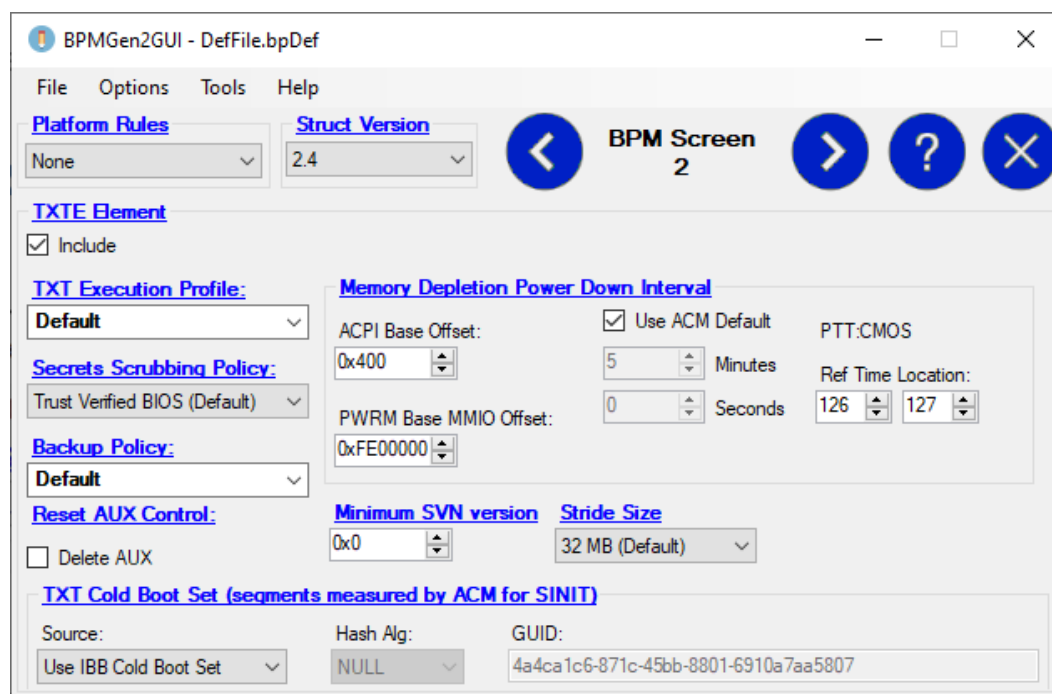 BPMGen2GUI - DefFile.bpDef
File Options Tools Help
Platform Rules
None
Struct Version
2.4
BPM Screen
2
?
TXTE Element
Include
TXT Execution Profile:
Default
Secrets Scrubbing Policy:
Trust Verified BIOS (Default)
Backup Policy:
Default
Reset AUX Control:
Delete AUX
Memory Depletion Power Down Interval
ACPI Base Offset:
0x400
PWRM Base MMIO Offset:
0xFE00000
Use ACM Default
5 Minutes
0 Seconds
PTT:CMOS
Ref Time Location:
126 127
Minimum SVN version
0x0
Stride Size
32 MB (Default)
TXT Cold Boot Set (segments measured by ACM for SINIT)
Source:
Use IBB Cold Boot Set
Hash Alg:
NULL
GUID:
4a4ca1c6-871c-45bb-8801-6910a7aa5807